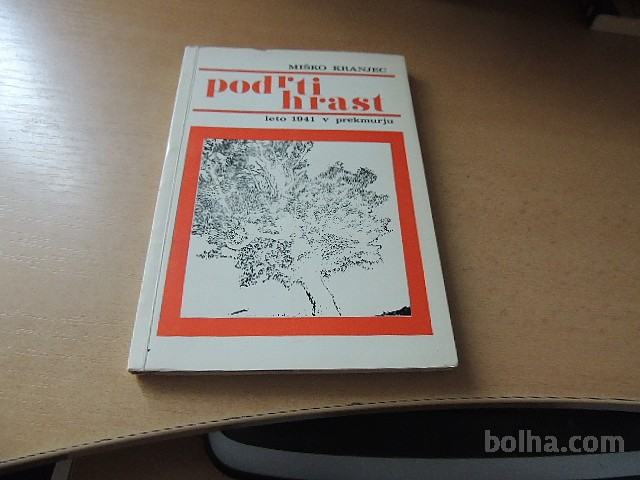 MIŠKO KRANJEC
podrti
hrast
leto 1941 v prekmurju
bolha.com